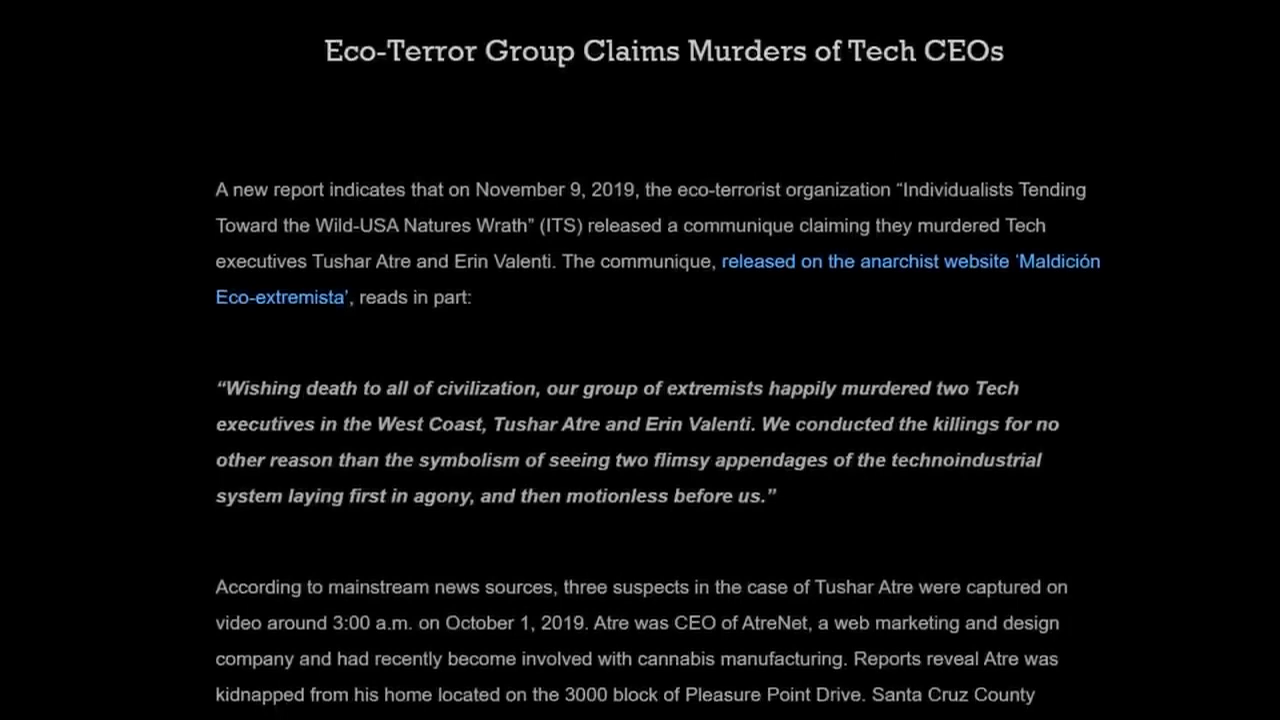 Eco-Terror Group Claims Murders of Tech CEOs
A new report indicates that on November 9, 2019, the eco-terrorist organization “Individualists Tending
Toward the Wild-USA Natures Wrath” (ITS) released a communique claiming they murdered Tech
executives Tushar Atre and Erin Valenti. The communique, released on the anarchist website ‘Maldición
Eco-extremista’, reads in part:
“Wishing death to all of civilization, our group of extremists happily murdered two Tech
executives in the West Coast, Tushar Atre and Erin Valenti. We conducted the killings for no
other reason than the symbolism of seeing two flimsy appendages of the technoindustrial
system laying first in agony, and then motionless before us.”
According to mainstream news sources, three suspects in the case of Tushar Atre were captured on
video around 3:00 a.m. on October 1, 2019. Atre was CEO of AtreNet, a web marketing and design
company and had recently become involved with cannabis manufacturing. Reports reveal Atre was
kidnapped from his home located on the 3000 block of Pleasure Point Drive. Santa Cruz County